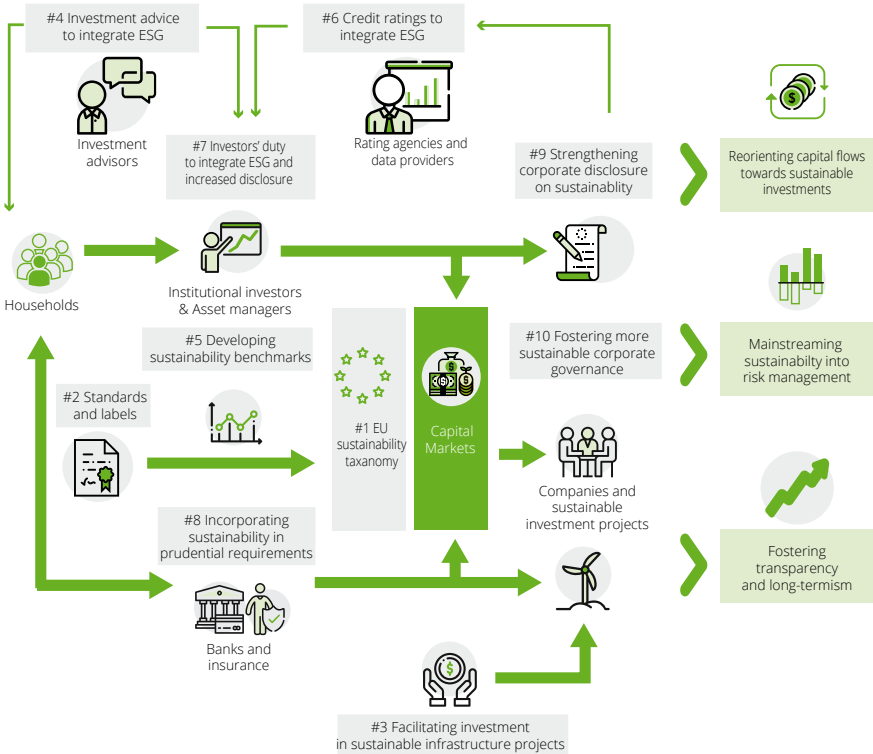 #4 Investment advice
to integrate ESG
#6 Credit ratings to
integrate ESG
Investment
advisors
#7 Investors’ duty
to integrate ESG and
increased disclosure
Rating agencies and
data providers
#9 Strengthening
corporate disclosure
on sustainablity
Reorienting capital flows
towards sustainable
investments
Households
Institutional investors
& Asset managers
#5 Developing
sustainability benchmarks
#10 Fostering more
sustainable corporate
governance
Mainstreaming
sustainabilty into
risk management
#2 Standards
and labels
#1 EU
sustainability
taxanomy
Capital
Markets
Companies and
sustainable
investment projects
#8 Incorporating
sustainability in
prudential requirements
Fostering
transparency
and long-termism
Banks and
insurance
#3 Facilitating investment
in sustainable infrastructure projects